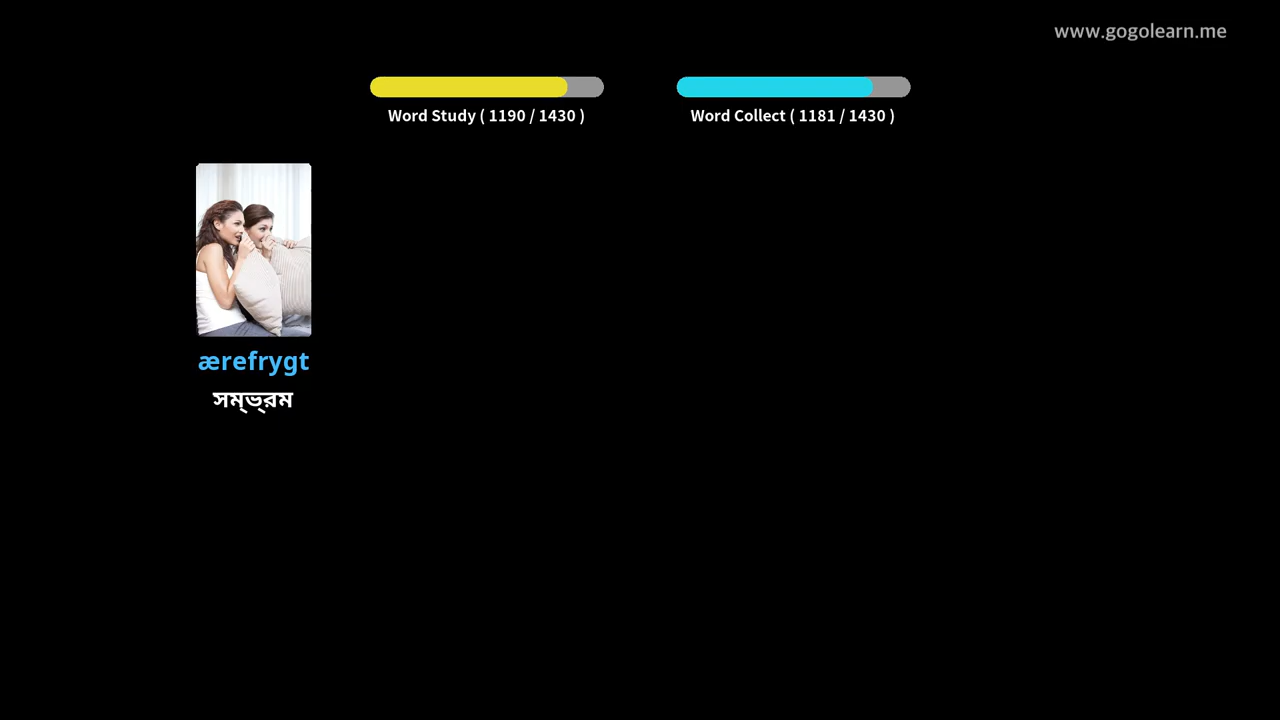 www.gogolearn.me
Word Study ( 1190 / 1430 )
Word Collect ( 1181 / 1430 )
ærefrygt
সম্ভ্রম